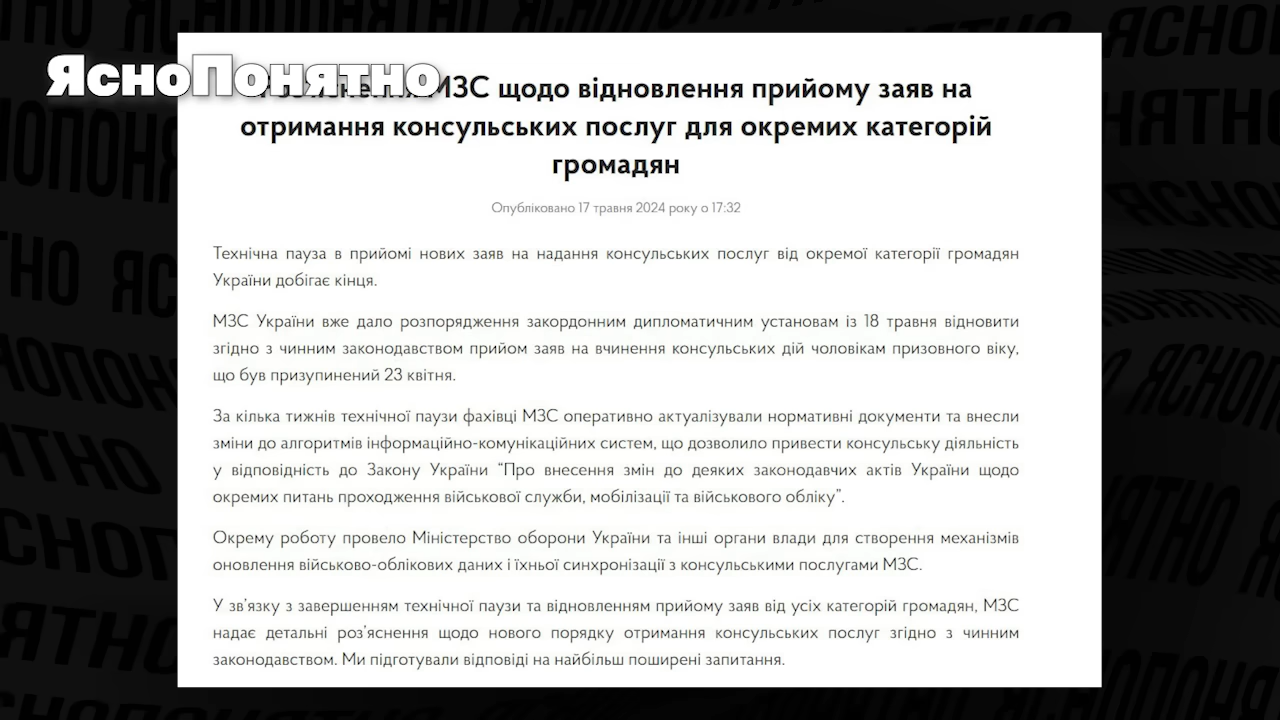 ЯсноПонятно
МЗС щодо відновлення прийому заяв на
отримання консульських послуг для окремих категорій
громадян
Опубліковано 17 травня 2024 року о 17:32
Технічна пауза в прийомі нових заяв на надання консульських послуг від окремої категорії громадян
України добігає кінця.
МЗС України вже дало розпорядження закордонним дипломатичним установам із 18 травня відновити
згідно з чинним законодавством прийом заяв на вчинення консульських дій чоловікам призовного віку,
що був призупинений 23 квітня.
За кілька тижнів технічної паузи фахівці МЗС оперативно актуалізували нормативні документи та внесли
зміни до алгоритмів інформаційно-комунікаційних систем, що дозволило привести консульську діяльність
у відповідність до Закону України “Про внесення змін до деяких законодавчих актів України щодо
окремих питань проходження військової служби, мобілізації та військового обліку”.
Окрему роботу провело Міністерство оборони України та інші органи влади для створення механізмів
оновлення військово-облікових даних і їхньої синхронізації з консульськими послугами МЗС.
У зв’язку з завершенням технічної паузи та відновленням прийому заяв від усіх категорій громадян, МЗС
надає детальні роз’яснення щодо нового порядку отримання консульських послуг згідно з чинним
законодавством. Ми підготували відповіді на найбільш поширені запитання.